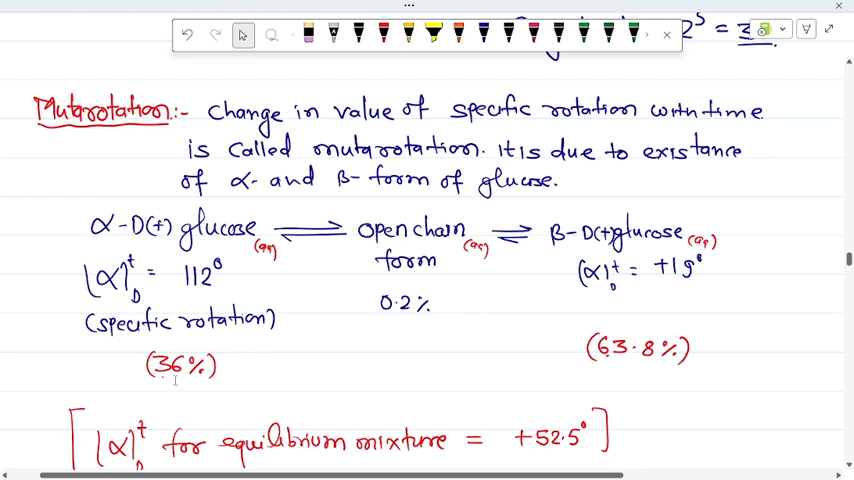 2⁵ = 3
Mutarotation :- Change in value of specific rotation with time
is called mutarotation. it is due to existance
of α- and β- form of glucose.
α-D(+) glucose (aq) ⇌ open chain form (aq) ⇌ β-D(+)glucose (aq)
[α]ᵗD = 112° 0.2% (α)ᵗD = +19°
(specific rotation)
(36%) (63.8%)
[ [α]ᵗD for equilibrium mixture = +52.5° ]